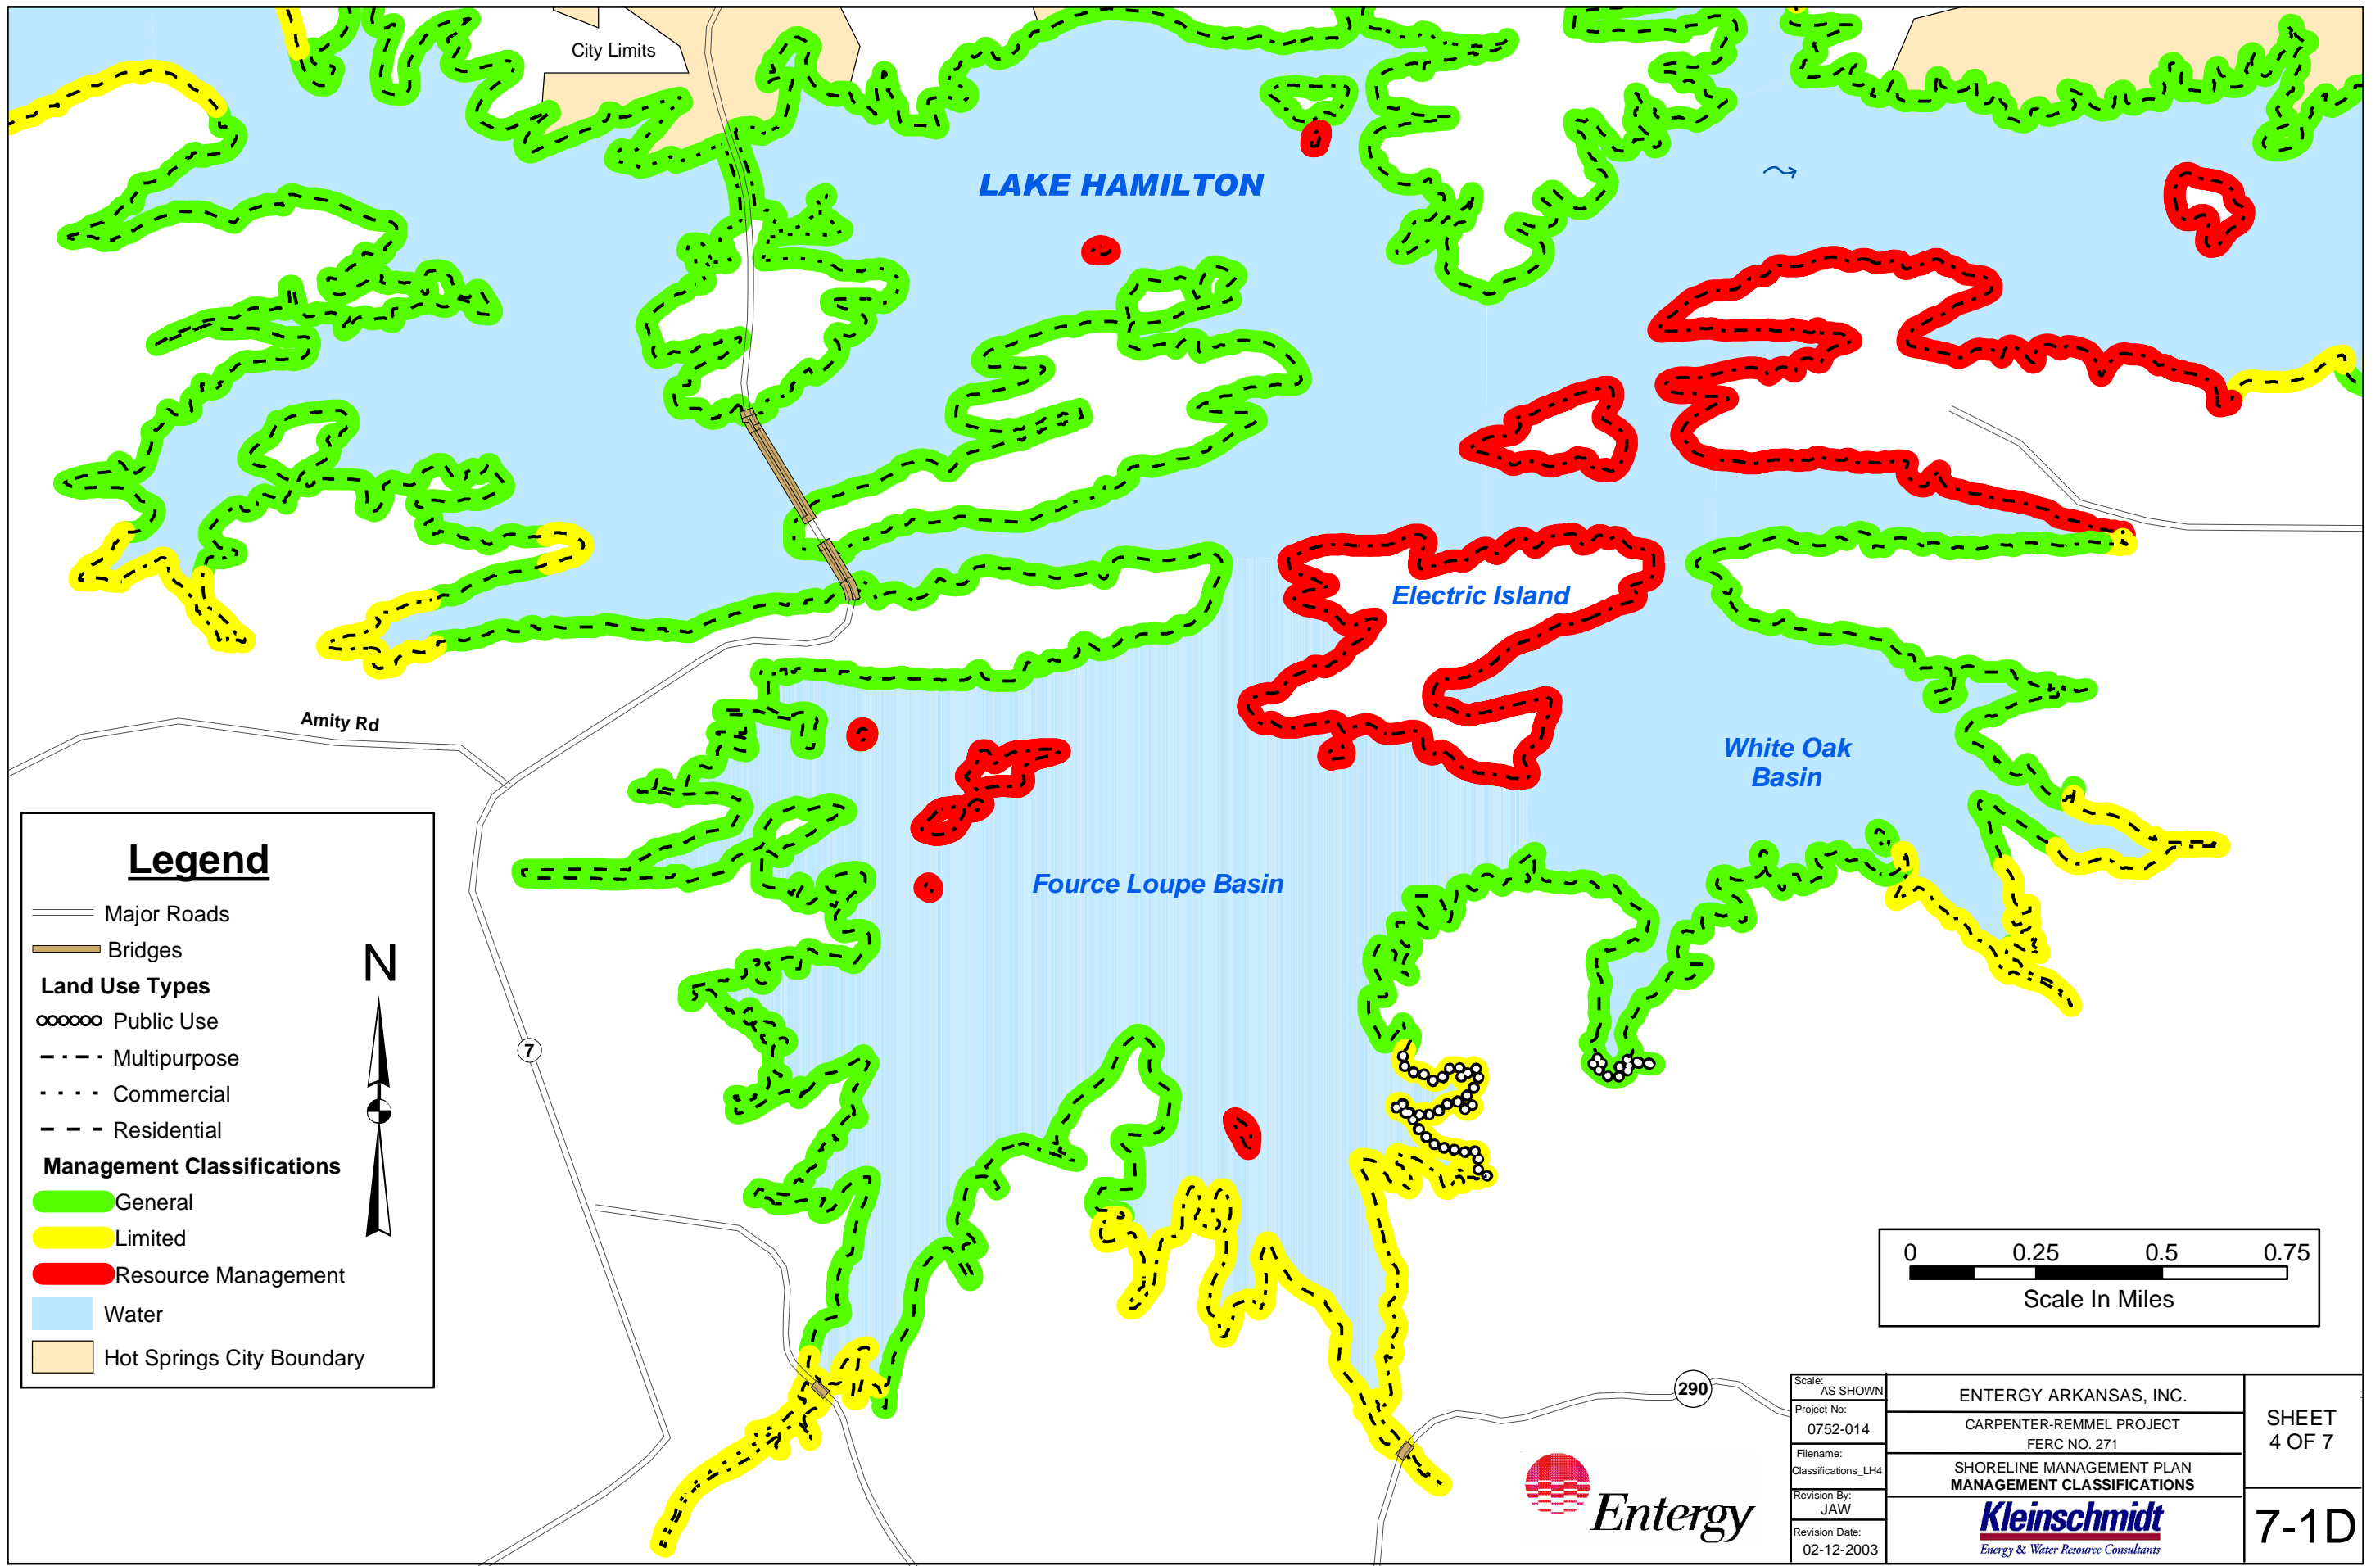 City Limits
LAKE HAMILTON
Electric Island
Amity Rd
White Oak
Basin
Fource Loupe Basin
7
290
Legend
Major Roads
Bridges
Land Use Types
Public Use
Multipurpose
Commercial
Residential
Management Classifications
General
Limited
Resource Management
Water
Hot Springs City Boundary
N
0 0.25 0.5 0.75
Scale In Miles
Entergy
Scale:
AS SHOWN
Project No:
0752-014
Filename:
Classifications_LH4
Revision By:
JAW
Revision Date:
02-12-2003
ENTERGY ARKANSAS, INC.
CARPENTER-REMMEL PROJECT
FERC NO. 271
SHORELINE MANAGEMENT PLAN
MANAGEMENT CLASSIFICATIONS
Kleinschmidt
Energy & Water Resource Consultants
SHEET
4 OF 7
7-1D